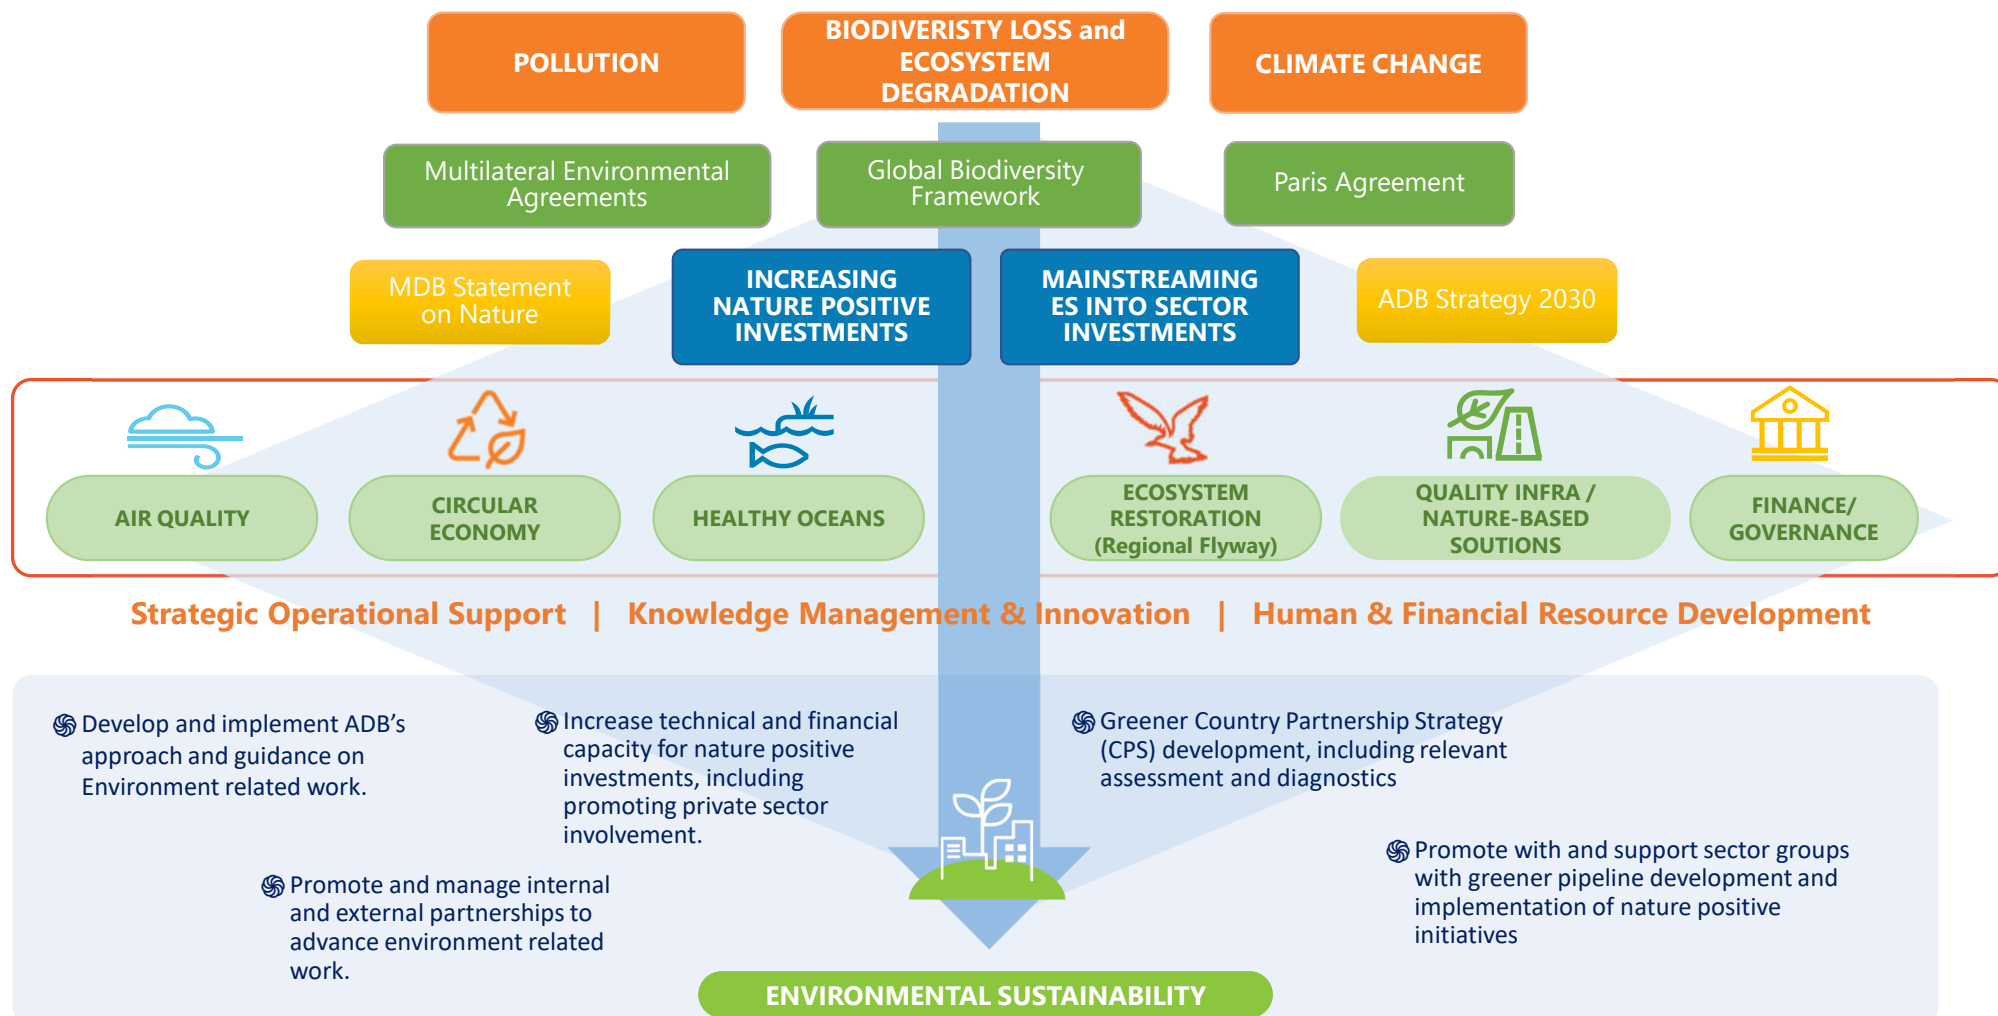 POLLUTION
BIODIVERISTY LOSS and
ECOSYSTEM
DEGRADATION
CLIMATE CHANGE
Multilateral Environmental
Agreements
Global Biodiversity
Framework
Paris Agreement
MDB Statement
on Nature
INCREASING
NATURE POSITIVE
INVESTMENTS
MAINSTREAMING
ES INTO SECTOR
INVESTMENTS
ADB Strategy 2030
AIR QUALITY
CIRCULAR
ECONOMY
HEALTHY OCEANS
ECOSYSTEM
RESTORATION
(Regional Flyway)
QUALITY INFRA /
NATURE-BASED
SOUTIONS
FINANCE/
GOVERNANCE
Strategic Operational Support | Knowledge Management & Innovation | Human & Financial Resource Development
Develop and implement ADB's
approach and guidance on
Environment related work.
Promote and manage internal
and external partnerships to
advance environment related
work.
Increase technical and financial
capacity for nature positive
investments, including
promoting private sector
involvement.
Greener Country Partnership Strategy
(CPS) development, including relevant
assessment and diagnostics
Promote with and support sector groups
with greener pipeline development and
implementation of nature positive
initiatives
ENVIRONMENTAL SUSTAINABILITY